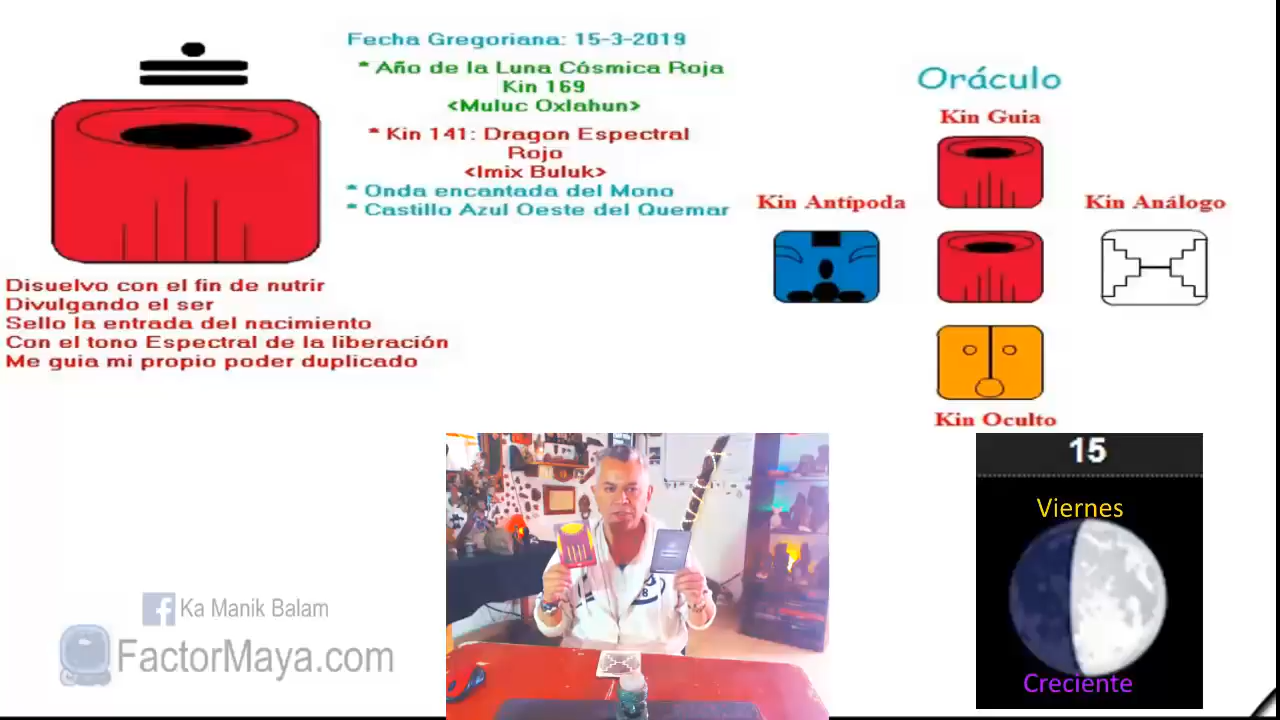 Fecha Gregoriana: 15-3-2019
* Año de la Luna Cósmica Roja
Kin 169
<Muluc Oxlahun>
* Kin 141: Dragon Espectral
Rojo
<Imix Buluk>
* Onda encantada del Mono
* Castillo Azul Oeste del Quemar
Disuelvo con el fin de nutrir
Divulgando el ser
Sello la entrada del nacimiento
Con el tono Espectral de la liberación
Me guia mi propio poder duplicado
Oráculo
Kin Guia
Kin Antípoda
Kin Análogo
Kin Oculto
Ka Manik Balam
FactorMaya.com
15
Viernes
Creciente